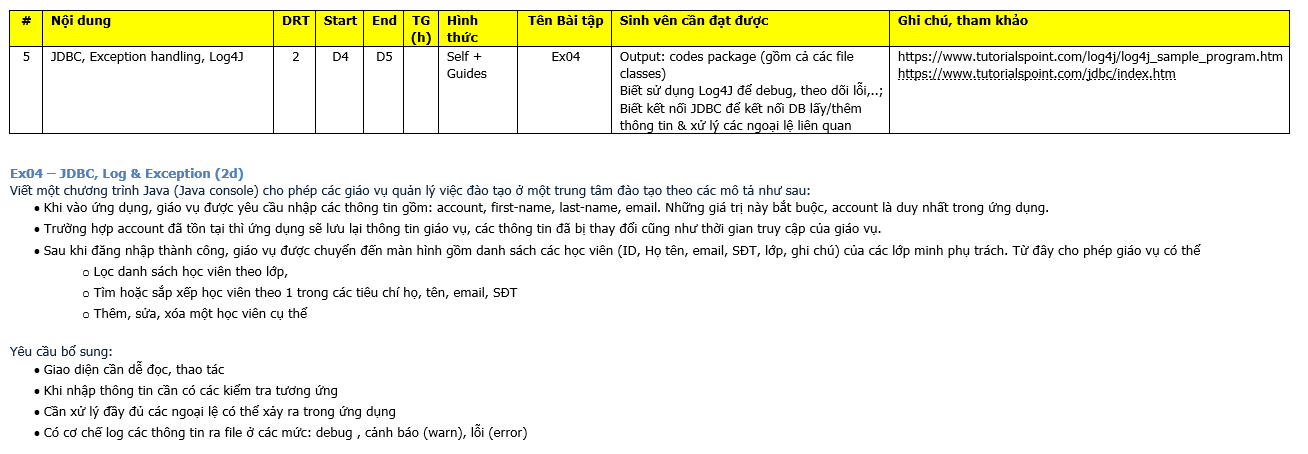 # Nội dung DRT Start End TG (h) Hình thức Tên Bài tập Sinh vên cần đạt được Ghi chú, tham khảo
5 JDBC, Exception handling, Log4J 2 D4 D5 Self + Guides Ex04 Output: codes package (gồm cả các file classes)
Biết sử dụng Log4J để debug, theo dõi lỗi,..;
Biết kết nối JDBC để kết nối DB lấy/thêm thông tin & xử lý các ngoại lệ liên quan
https://www.tutorialspoint.com/log4j/log4j_sample_program.htm
https://www.tutorialspoint.com/jdbc/index.htm
Ex04 – JDBC, Log & Exception (2d)
Viết một chương trình Java (Java console) cho phép các giáo vụ quản lý việc đào tạo ở một trung tâm đào tạo theo các mô tả như sau:
• Khi vào ứng dụng, giáo vụ được yêu cầu nhập các thông tin gồm: account, first-name, last-name, email. Những giá trị này bắt buộc, account là duy nhất trong ứng dụng.
• Trường hợp account đã tồn tại thì ứng dụng sẽ lưu lại thông tin giáo vụ, các thông tin đã bị thay đổi cũng như thời gian truy cập của giáo vụ.
• Sau khi đăng nhập thành công, giáo vụ được chuyển đến màn hình gồm danh sách các học viên (ID, Họ tên, email, SĐT, lớp, ghi chú) của các lớp minh phụ trách. Từ đây cho phép giáo vụ có thể
o Lọc danh sách học viên theo lớp,
o Tìm hoặc sắp xếp học viên theo 1 trong các tiêu chí họ, tên, email, SĐT
o Thêm, sửa, xóa một học viên cụ thể
Yêu cầu bổ sung:
• Giao diện cần dễ đọc, thao tác
• Khi nhập thông tin cần có các kiểm tra tương ứng
• Cần xử lý đầy đủ các ngoại lệ có thể xảy ra trong ứng dụng
• Có cơ chế log các thông tin ra file ở các mức: debug , cảnh báo (warn), lỗi (error)